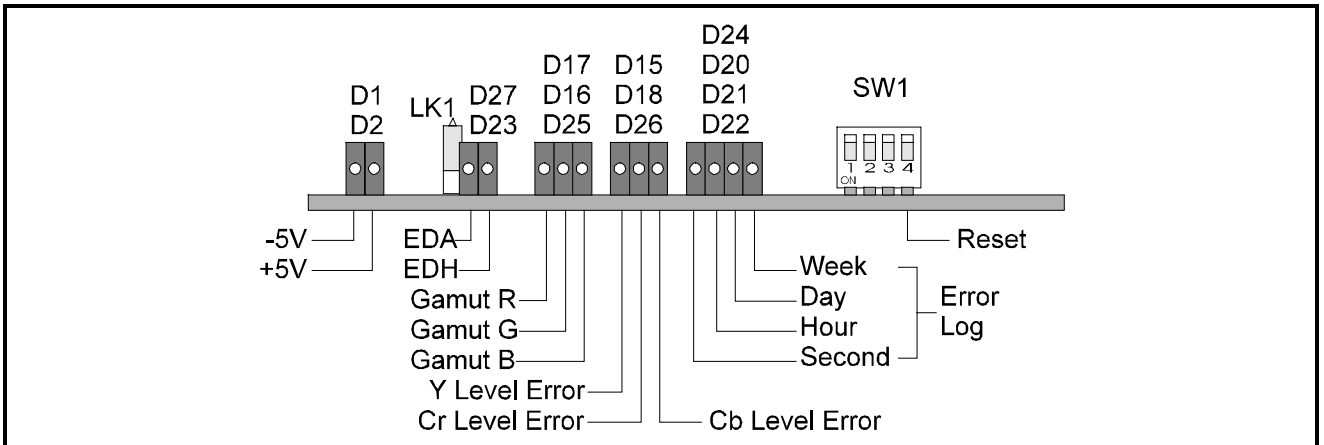 D24
D17 D15 D20
D1 D27 D16 D18 D21 SW1
D2 LK1 D23 D25 D26 D22
1 2 3 4
ON
-5V EDA Reset
+5V EDH Week
Gamut R Day Error
Gamut G Hour Log
Gamut B Second
Y Level Error
Cr Level Error Cb Level Error